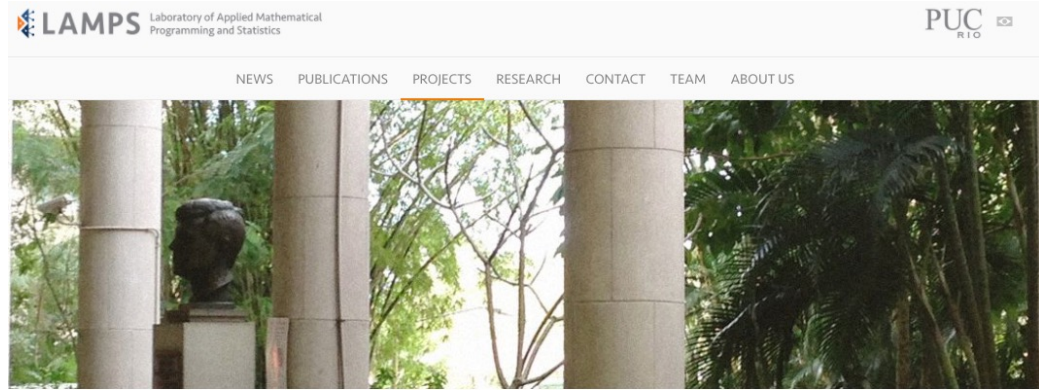 LAMPS Laboratory of Applied Mathematical
Programming and Statistics
PUC
RIO
NEWS PUBLICATIONS PROJECTS RESEARCH CONTACT TEAM ABOUT US